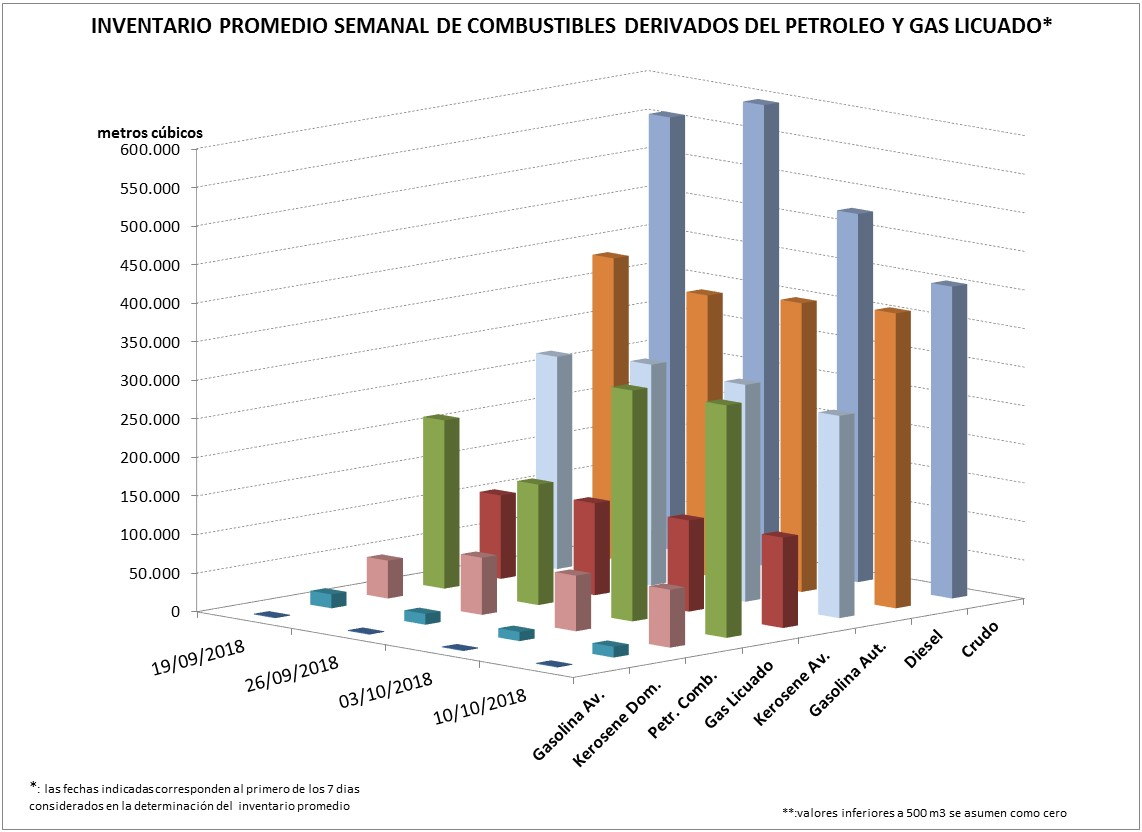 INVENTARIO PROMEDIO SEMANAL DE COMBUSTIBLES DERIVADOS DEL PETROLEO Y GAS LICUADO*
metros cúbicos
600.000
550.000
500.000
450.000
400.000
350.000
300.000
250.000
200.000
150.000
100.000
50.000
0
19/09/2018
26/09/2018
03/10/2018
10/10/2018
Gasolina Av.
Kerosene Dom.
Petr. Comb.
Gas Licuado
Kerosene Av.
Gasolina Aut.
Diesel
Crudo
*: las fechas indicadas corresponden al primero de los 7 dias
considerados en la determinación del inventario promedio
**:valores inferiores a 500 m3 se asumen como cero